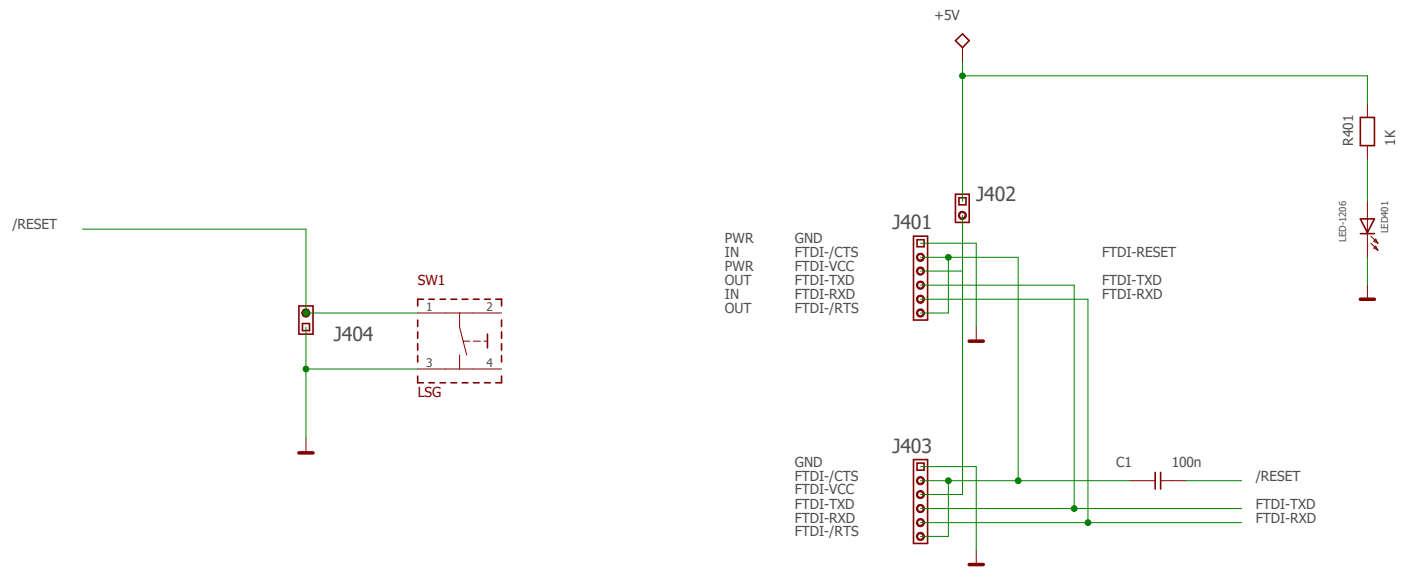 +5V
R401
1K
J402
LED-1206
LED401
/RESET
J401
PWR GND
IN FTDI-/CTS FTDI-RESET
PWR FTDI-VCC
OUT FTDI-TXD FTDI-TXD
IN FTDI-RXD FTDI-RXD
OUT FTDI-/RTS
SW1
1 2
J404
3 4
LSG
J403
GND C1 100n
FTDI-/CTS /RESET
FTDI-VCC
FTDI-TXD FTDI-TXD
FTDI-RXD FTDI-RXD
FTDI-/RTS